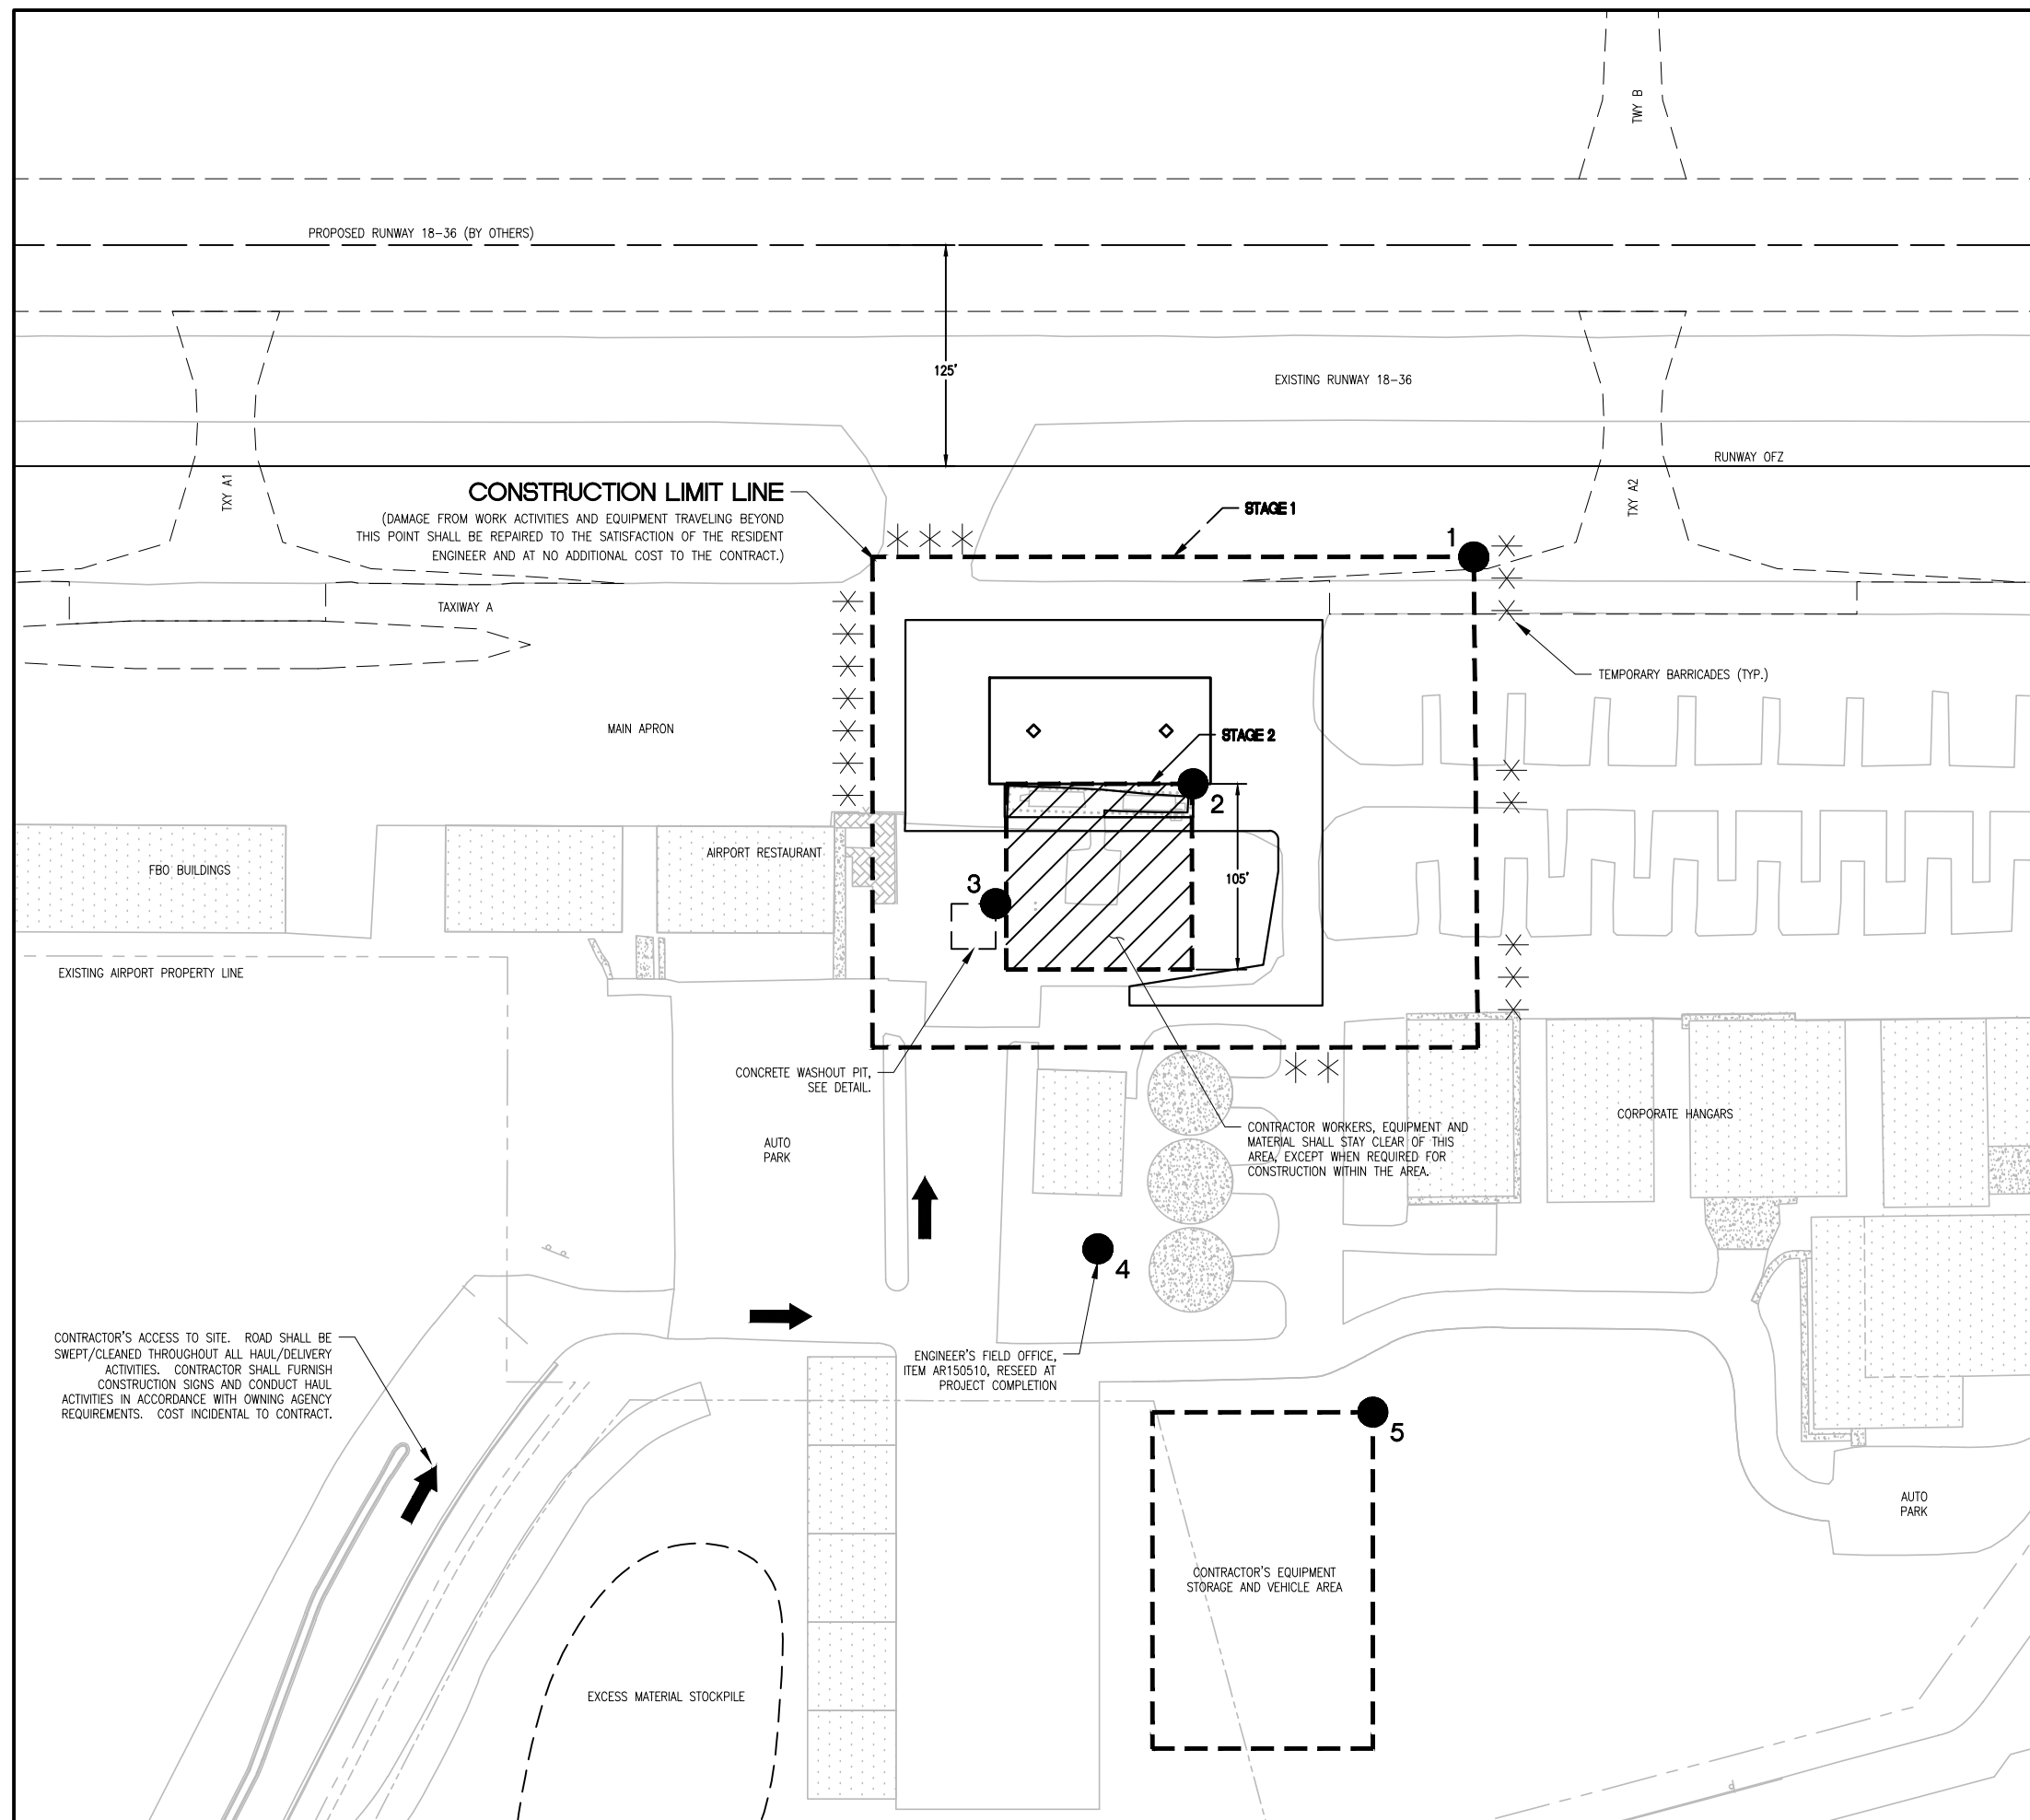 TWY B
PROPOSED RUNWAY 18-36 (BY OTHERS)
125'
EXISTING RUNWAY 18-36
RUNWAY OFZ
TXY A1
TXY A2
CONSTRUCTION LIMIT LINE
(DAMAGE FROM WORK ACTIVITIES AND EQUIPMENT TRAVELING BEYOND
THIS POINT SHALL BE REPAIRED TO THE SATISFACTION OF THE RESIDENT
ENGINEER AND AT NO ADDITIONAL COST TO THE CONTRACT.)
STAGE 1
1
TAXIWAY A
TEMPORARY BARRICADES (TYP.)
MAIN APRON
STAGE 2
2
105'
FBO BUILDINGS
AIRPORT RESTAURANT
3
EXISTING AIRPORT PROPERTY LINE
CONCRETE WASHOUT PIT,
SEE DETAIL.
CONTRACTOR WORKERS, EQUIPMENT AND
MATERIAL SHALL STAY CLEAR OF THIS
AREA, EXCEPT WHEN REQUIRED FOR
CONSTRUCTION WITHIN THE AREA.
CORPORATE HANGARS
AUTO
PARK
4
ENGINEER'S FIELD OFFICE,
ITEM AR150510, RESEED AT
PROJECT COMPLETION
CONTRACTOR'S ACCESS TO SITE. ROAD SHALL BE
SWEPT/CLEANED THROUGHOUT ALL HAUL/DELIVERY
ACTIVITIES. CONTRACTOR SHALL FURNISH
CONSTRUCTION SIGNS AND CONDUCT HAUL
ACTIVITIES IN ACCORDANCE WITH OWNING AGENCY
REQUIREMENTS. COST INCIDENTAL TO CONTRACT.
5
AUTO
PARK
CONTRACTOR'S EQUIPMENT
STORAGE AND VEHICLE AREA
EXCESS MATERIAL STOCKPILE